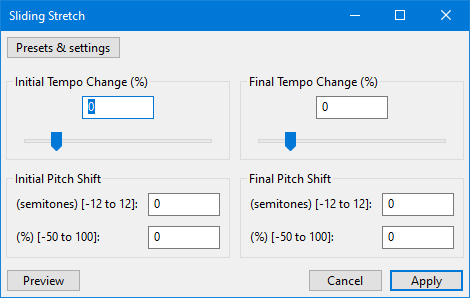 Sliding Stretch
Presets & settings
Initial Tempo Change (%)
0
Final Tempo Change (%)
0
Initial Pitch Shift
(semitones) [-12 to 12]: 0
(%) [-50 to 100]: 0
Final Pitch Shift
(semitones) [-12 to 12]: 0
(%) [-50 to 100]: 0
Preview
Cancel
Apply